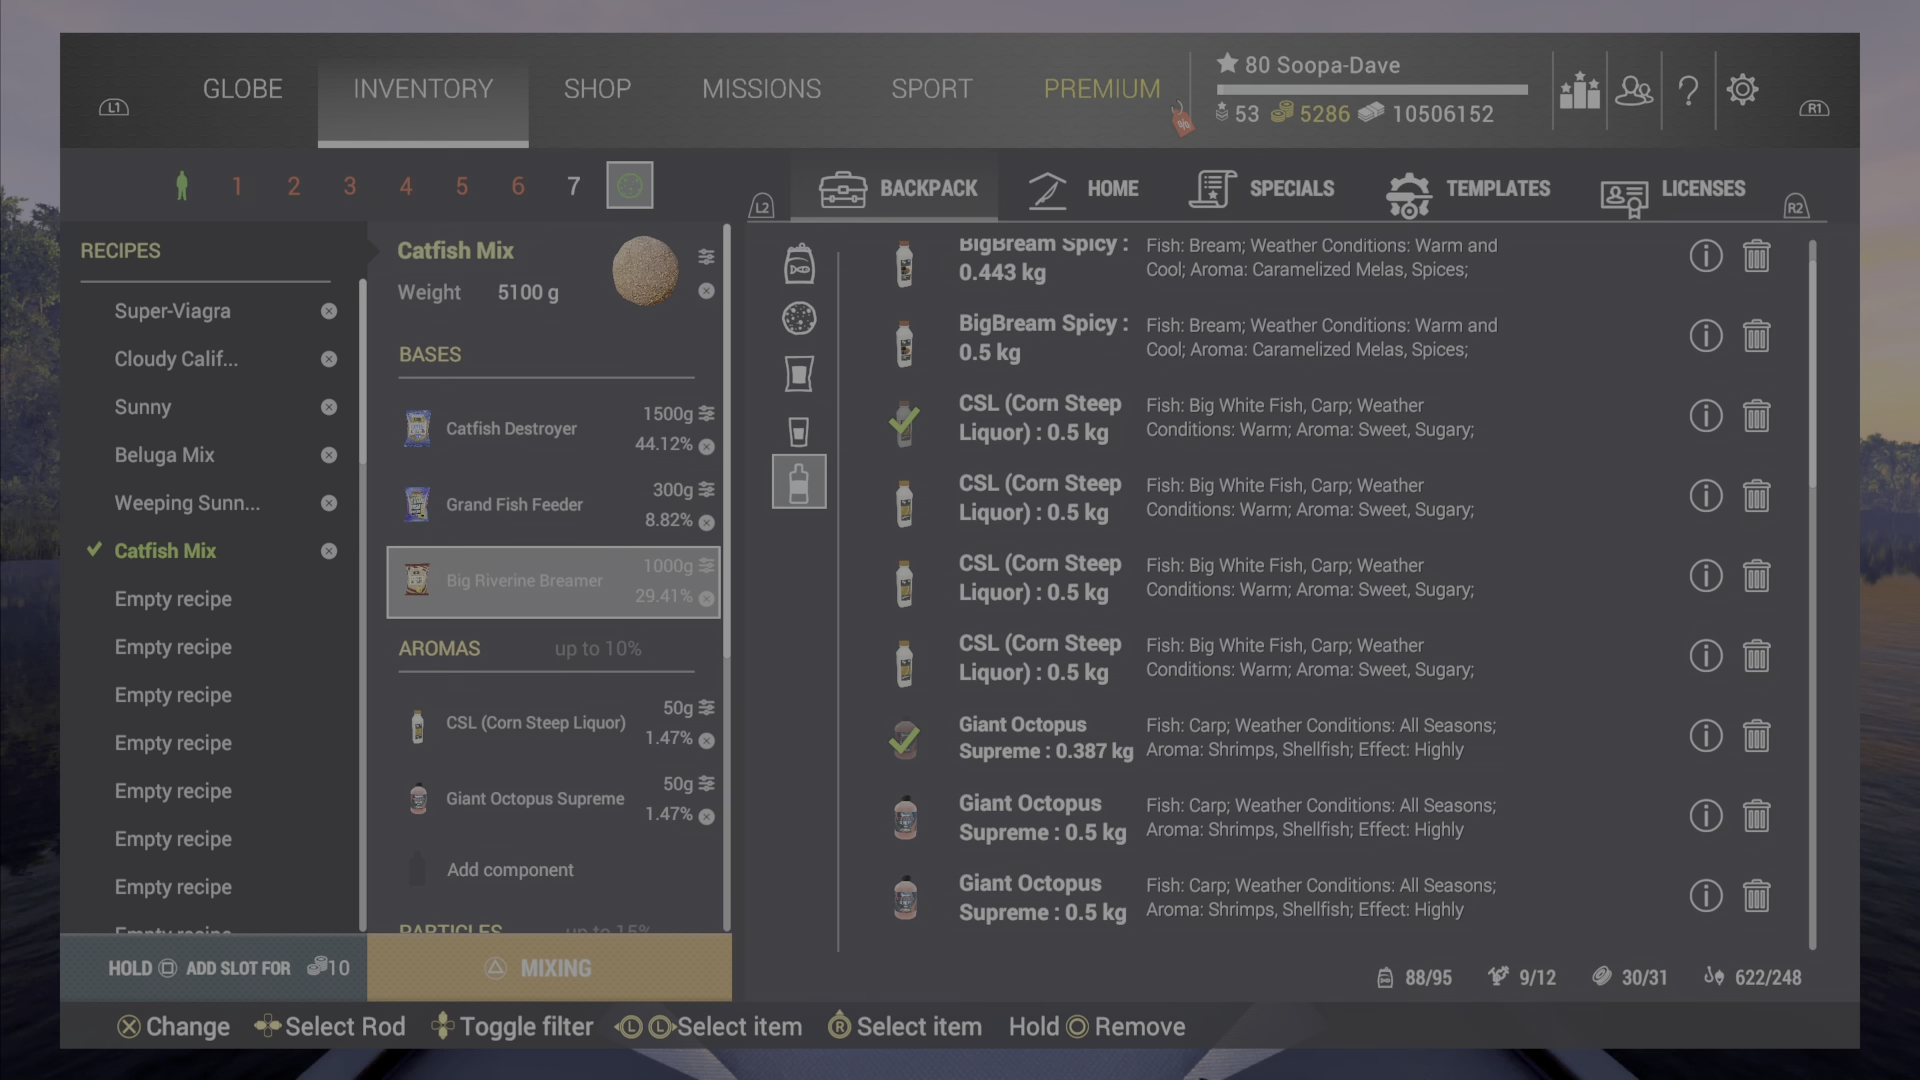 L1
GLOBE
INVENTORY
SHOP
MISSIONS
SPORT
PREMIUM
%
80 Soopa-Dave
53 5286 10506152
?
R1
1 2 3 4 5 6 7
L2
BACKPACK
HOME
SPECIALS
TEMPLATES
LICENSES
R2
RECIPES
Super-Viagra
Cloudy Calif...
Sunny
Beluga Mix
Weeping Sunn...
Catfish Mix
Empty recipe
Empty recipe
Empty recipe
Empty recipe
Empty recipe
Empty recipe
Empty recipe
Empty recipe
HOLD ADD SLOT FOR 10
Catfish Mix
Weight 5100 g
BASES
Catfish Destroyer
1500g
44.12%
Grand Fish Feeder
300g
8.82%
Big Riverine Breamer
1000g
29.41%
AROMAS up to 10%
CSL (Corn Steep Liquor)
50g
1.47%
Giant Octopus Supreme
50g
1.47%
Add component
PARTICLES up to 15%
MIXING
BigBream Spicy :
0.443 kg
Fish: Bream; Weather Conditions: Warm and
Cool; Aroma: Caramelized Melas, Spices;
BigBream Spicy :
0.5 kg
Fish: Bream; Weather Conditions: Warm and
Cool; Aroma: Caramelized Melas, Spices;
CSL (Corn Steep
Liquor) : 0.5 kg
Fish: Big White Fish, Carp; Weather
Conditions: Warm; Aroma: Sweet, Sugary;
CSL (Corn Steep
Liquor) : 0.5 kg
Fish: Big White Fish, Carp; Weather
Conditions: Warm; Aroma: Sweet, Sugary;
CSL (Corn Steep
Liquor) : 0.5 kg
Fish: Big White Fish, Carp; Weather
Conditions: Warm; Aroma: Sweet, Sugary;
CSL (Corn Steep
Liquor) : 0.5 kg
Fish: Big White Fish, Carp; Weather
Conditions: Warm; Aroma: Sweet, Sugary;
Giant Octopus
Supreme : 0.387 kg
Fish: Carp; Weather Conditions: All Seasons;
Aroma: Shrimps, Shellfish; Effect: Highly
Giant Octopus
Supreme : 0.5 kg
Fish: Carp; Weather Conditions: All Seasons;
Aroma: Shrimps, Shellfish; Effect: Highly
Giant Octopus
Supreme : 0.5 kg
Fish: Carp; Weather Conditions: All Seasons;
Aroma: Shrimps, Shellfish; Effect: Highly
88/95 9/12 30/31 622/248
Change Select Rod Toggle filter L L Select item R Select item Hold Remove